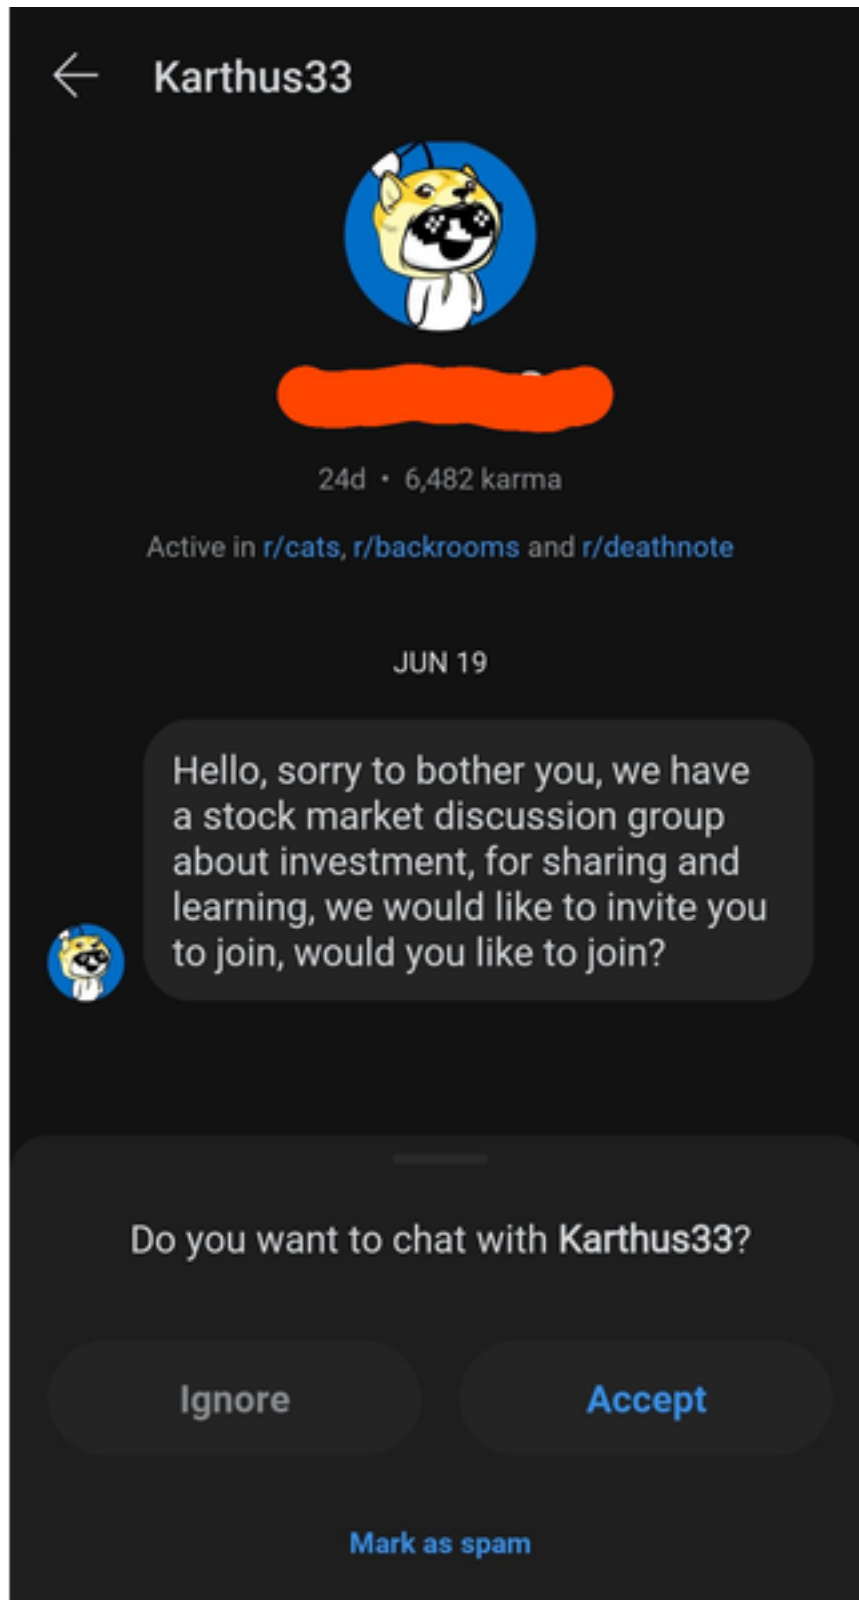 Karthus33
24d • 6,482 karma
Active in r/cats, r/backrooms and r/deathnote
JUN 19
Hello, sorry to bother you, we have
a stock market discussion group
about investment, for sharing and
learning, we would like to invite you
to join, would you like to join?
Do you want to chat with Karthus33?
Ignore
Accept
Mark as spam